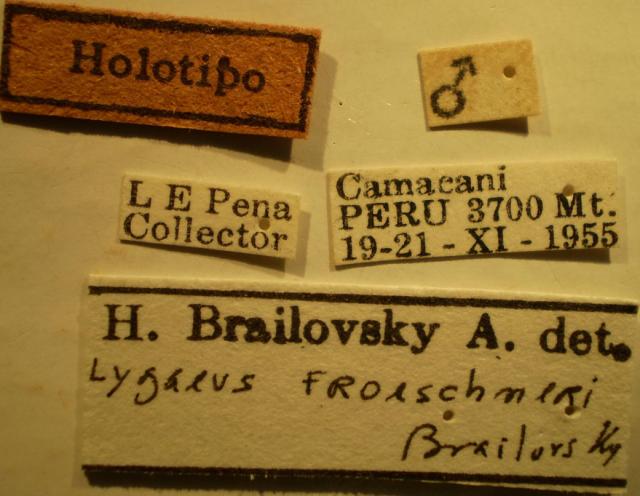 Holotipo
♂
L E Pena
Collector
Camacani
PERU 3700 Mt.
19-21 - XI - 1955
H. Brailovsky A. det.
Lygaeus Froeschneri
Brailovsky